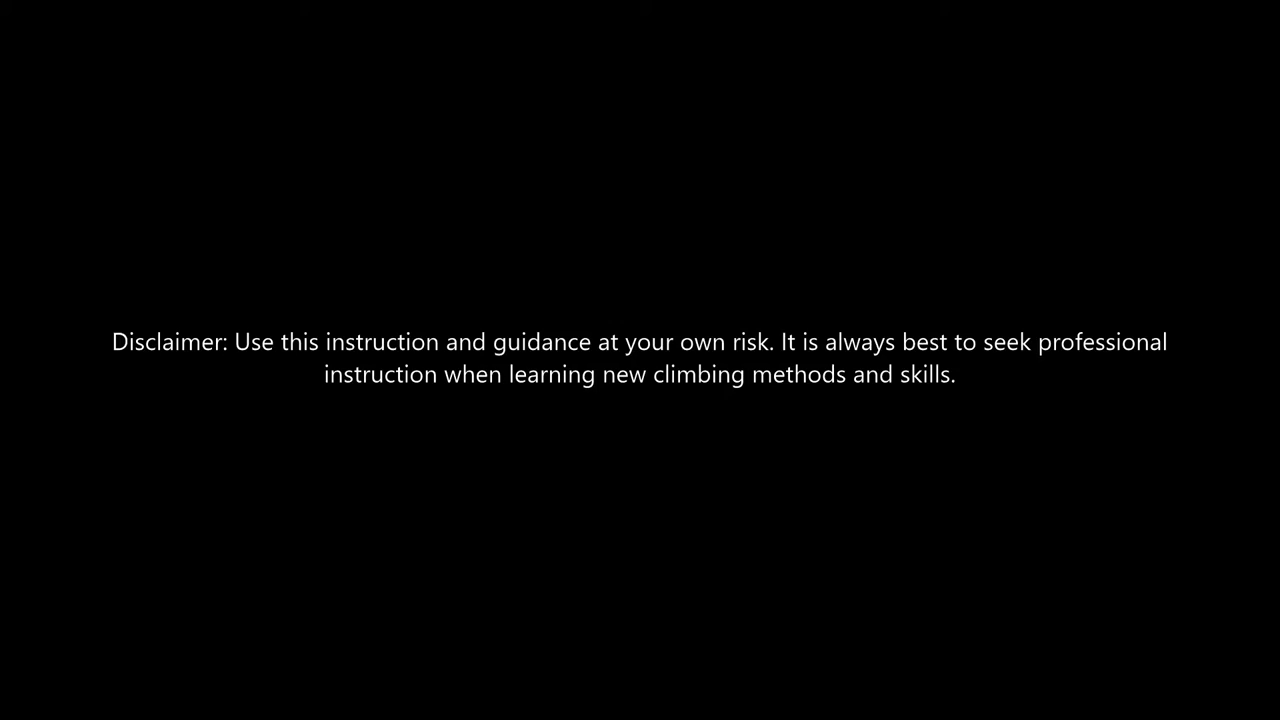 Disclaimer: Use this instruction and guidance at your own risk. It is always best to seek professional
instruction when learning new climbing methods and skills.